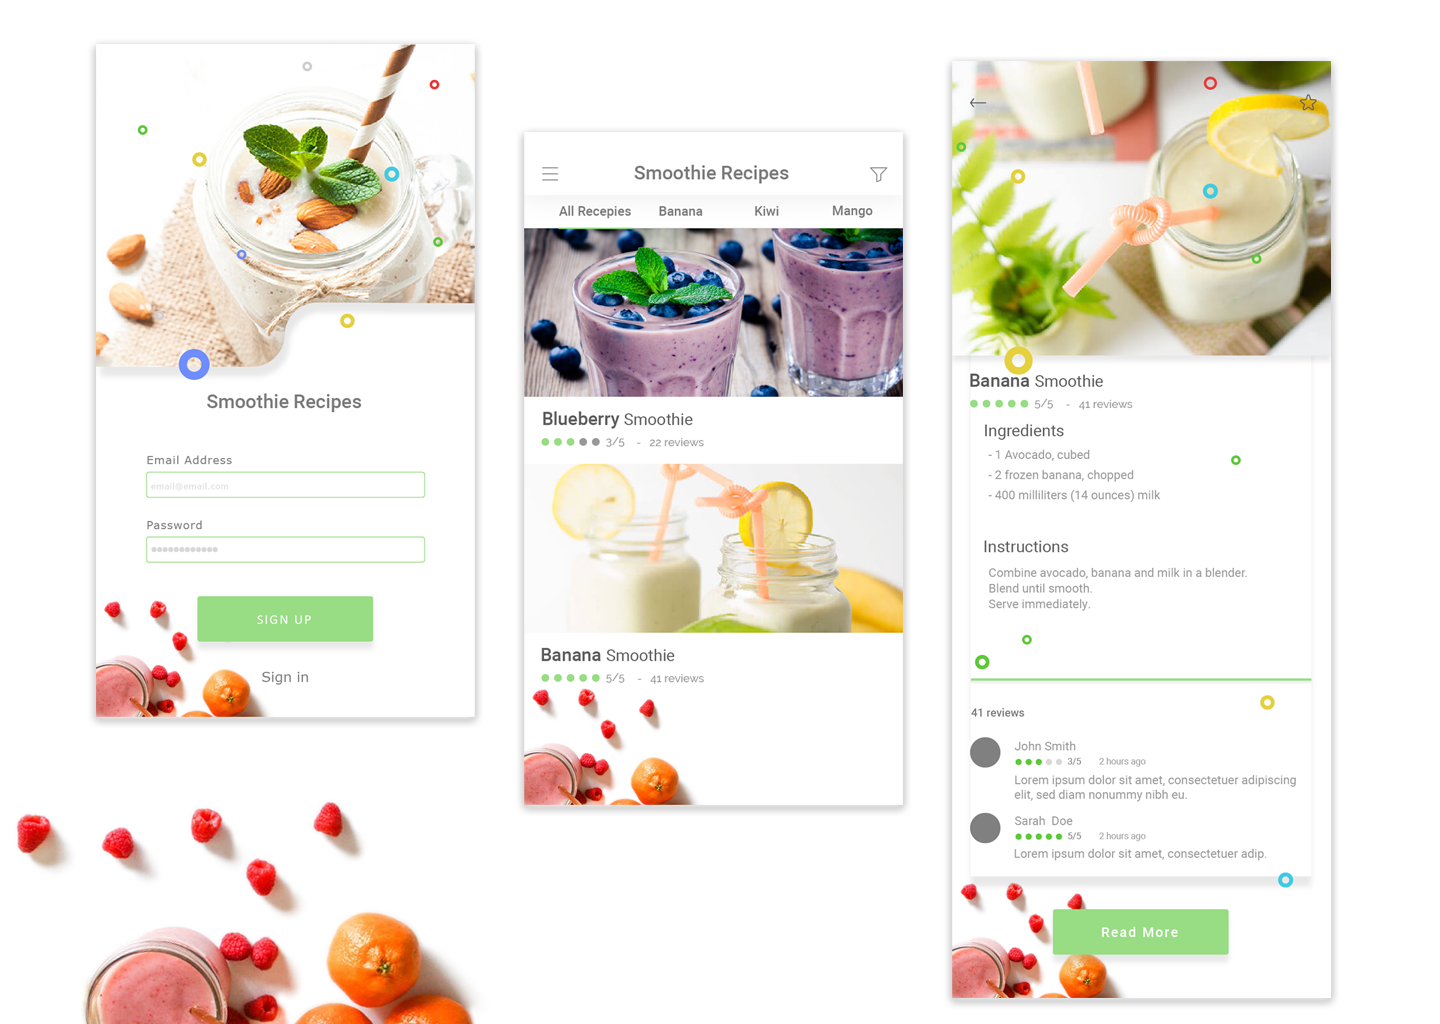 Smoothie Recipes
Email Address
email@email.com
Password
SIGN UP
Sign in
Smoothie Recipes
All Recepies Banana Kiwi Mango
Blueberry Smoothie
3/5 - 22 reviews
Banana Smoothie
5/5 - 41 reviews
Banana Smoothie
5/5 - 41 reviews
Ingredients
- 1 Avocado, cubed
- 2 frozen banana, chopped
- 400 milliliters (14 ounces) milk
Instructions
Combine avocado, banana and milk in a blender.
Blend until smooth.
Serve immediately.
41 reviews
John Smith
3/5 2 hours ago
Lorem ipsum dolor sit amet, consectetuer adipiscing
elit, sed diam nonummy nibh eu.
Sarah Doe
5/5 2 hours ago
Lorem ipsum dolor sit amet, consectetuer adip.
Read More